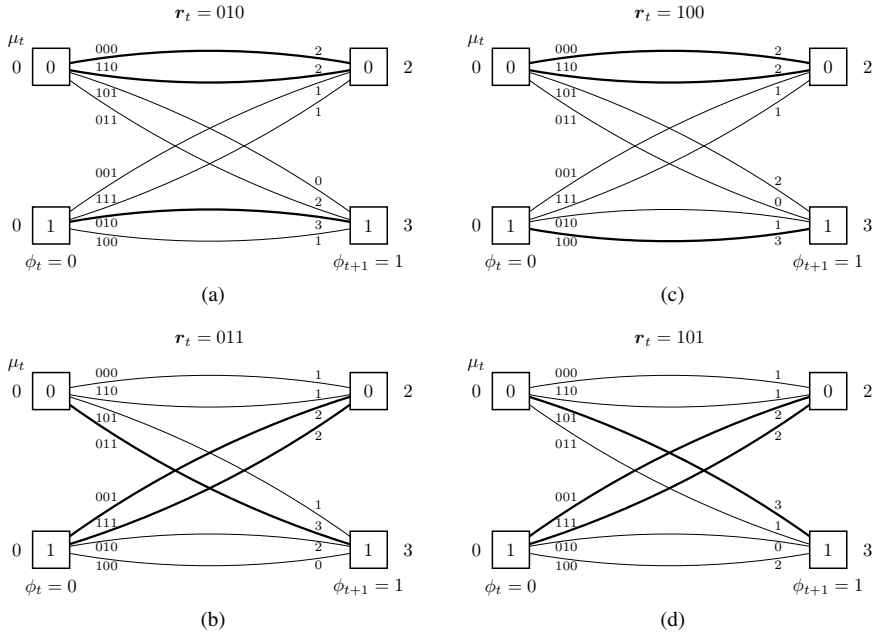 r_t = 010
μ_t
0 0 000 2 0 2
110 2
101 1
011 1
001 0
111 2
0 1 010 3 1 3
100 1
ϕ_t = 0 ϕ_{t+1} = 1
(a)
r_t = 100
μ_t
0 0 000 2 0 2
110 2
101 1
011 1
001 2
111 0
0 1 010 1 1 3
100 3
ϕ_t = 0 ϕ_{t+1} = 1
(c)
r_t = 011
μ_t
0 0 000 1 0 2
110 1
101 2
011 2
001 1
111 3
0 1 010 2 1 3
100 0
ϕ_t = 0 ϕ_{t+1} = 1
(b)
r_t = 101
μ_t
0 0 000 1 0 2
110 1
101 2
011 2
001 3
111 1
0 1 010 0 1 3
100 2
ϕ_t = 0 ϕ_{t+1} = 1
(d)